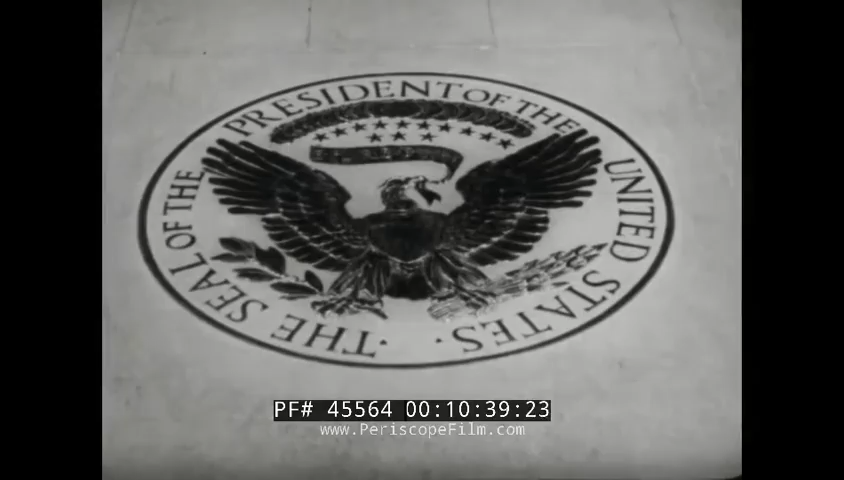 THE SEAL OF THE PRESIDENT OF THE UNITED STATES
PF# 45564 00:10:39:23
www.PeriscopeFilm.com